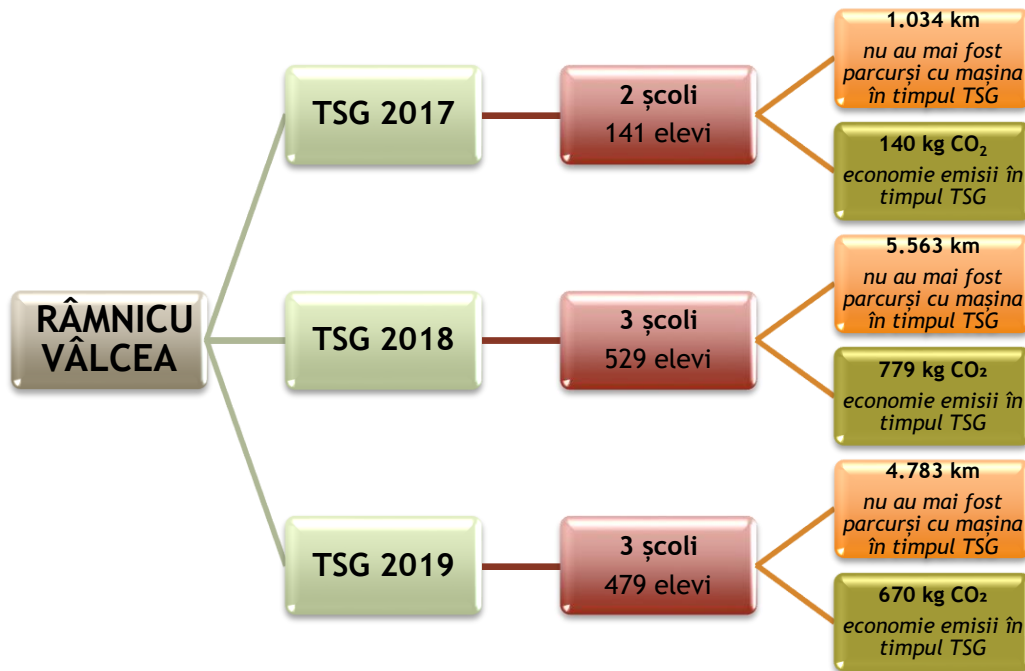 RÂMNICU
VÂLCEA
TSG 2017
2 școli
141 elevi
1.034 km
nu au mai fost
parcurși cu mașina
în timpul TSG
140 kg CO₂
economie emisii în
timpul TSG
TSG 2018
3 școli
529 elevi
5.563 km
nu au mai fost
parcurși cu mașina
în timpul TSG
779 kg CO₂
economie emisii în
timpul TSG
TSG 2019
3 școli
479 elevi
4.783 km
nu au mai fost
parcurși cu mașina
în timpul TSG
670 kg CO₂
economie emisii în
timpul TSG